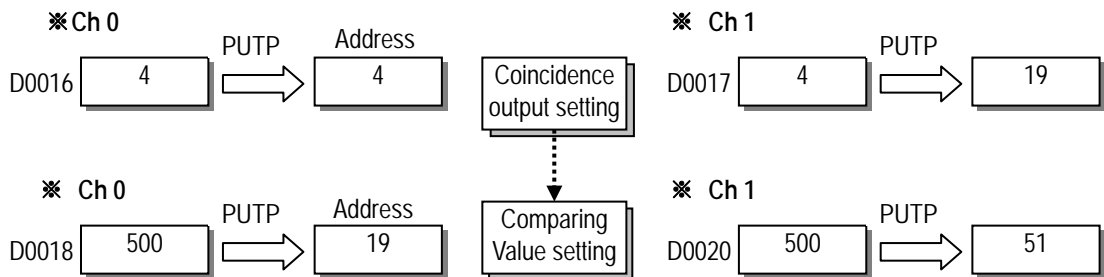 ※Ch 0
※ Ch 1
PUTP
Address
PUTP
D0016
4
4
Coincidence
output setting
D0017
4
19
※ Ch 0
※ Ch 1
PUTP
Address
PUTP
D0018
500
19
Comparing
Value setting
D0020
500
51